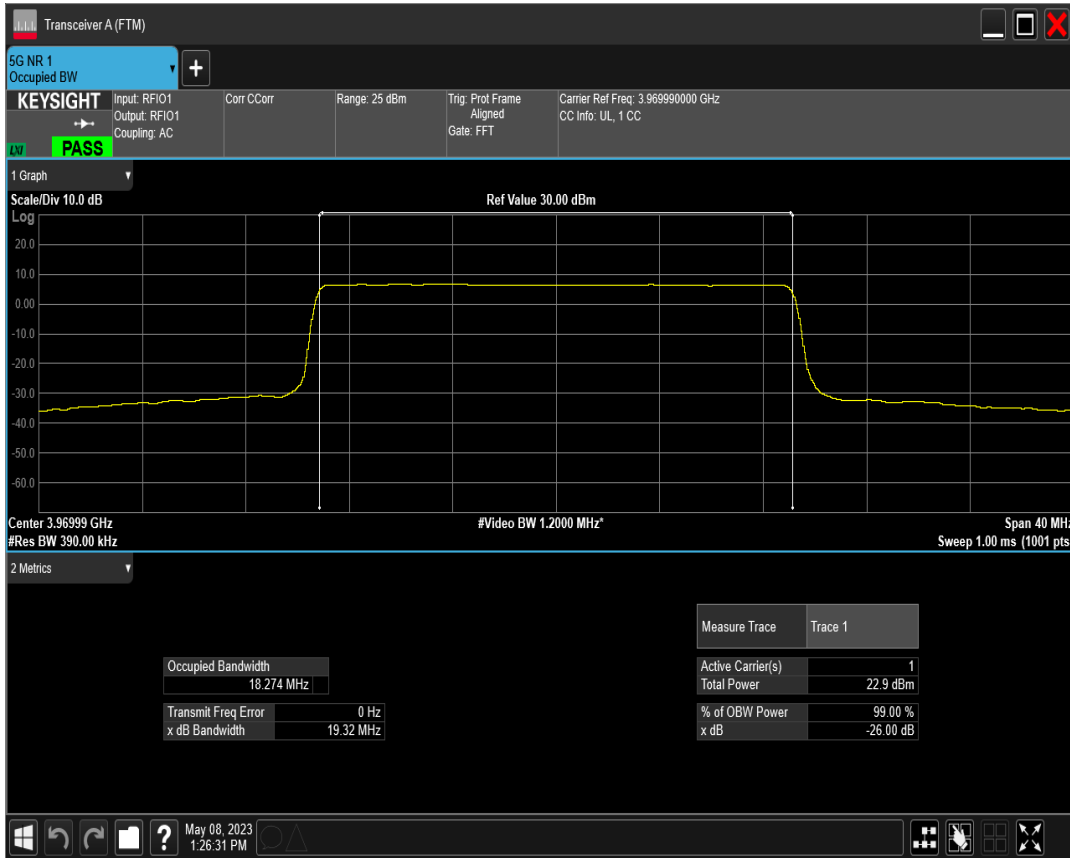 Transceiver A (FTM)
5G NR 1
Occupied BW
+
KEYSIGHT Input: RFIO1 Corr CCorr Range: 25 dBm Trig: Prot Frame Carrier Ref Freq: 3.969990000 GHz
Output: RFIO1 Aligned CC Info: UL, 1 CC
Coupling: AC Gate: FFT
LXI PASS
1 Graph
Scale/Div 10.0 dB Ref Value 30.00 dBm
Log
20.0
10.0
0.00
-10.0
-20.0
-30.0
-40.0
-50.0
-60.0
Center 3.96999 GHz #Video BW 1.2000 MHz* Span 40 MHz
#Res BW 390.00 kHz Sweep 1.00 ms (1001 pts
2 Metrics
Measure Trace Trace 1
Occupied Bandwidth Active Carrier(s) 1
18.274 MHz Total Power 22.9 dBm
Transmit Freq Error 0 Hz % of OBW Power 99.00 %
x dB Bandwidth 19.32 MHz x dB -26.00 dB
? May 08, 2023
1:26:31 PM